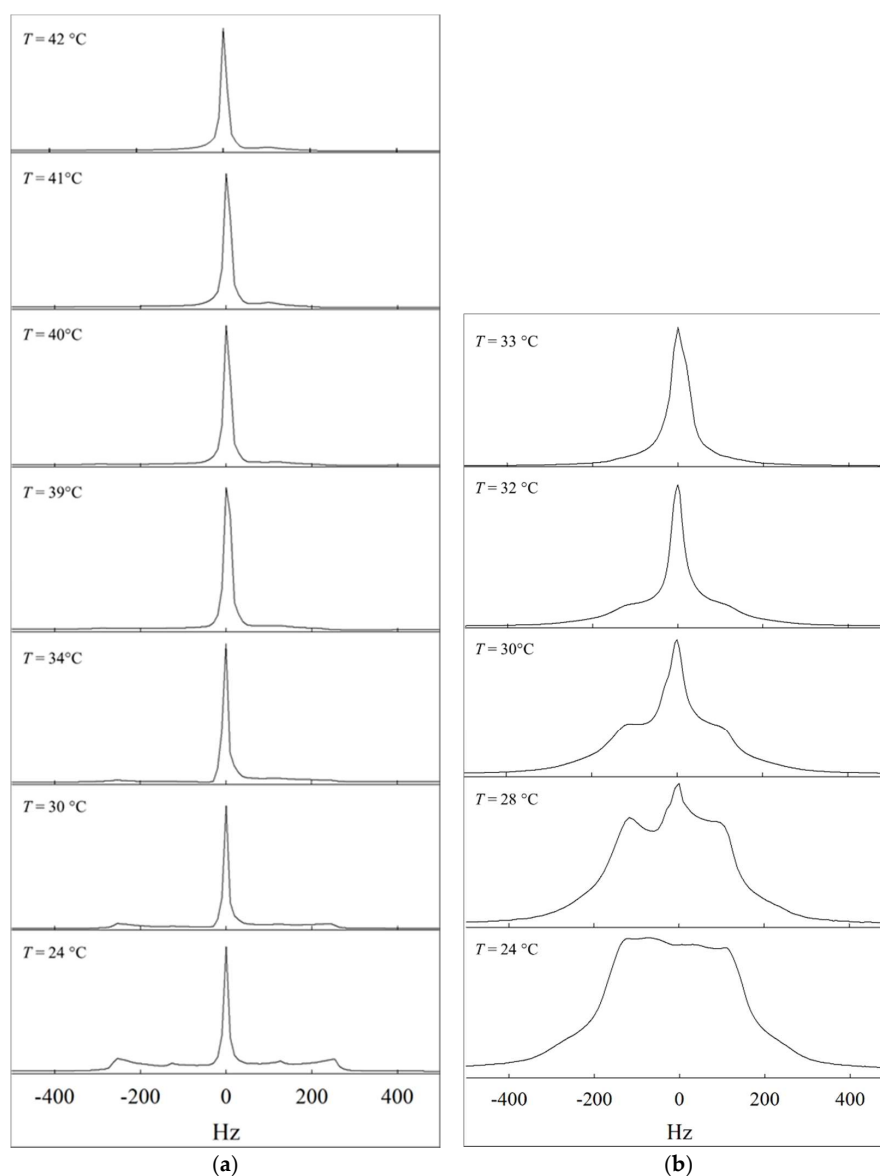 T = 42 °C
T = 41°C
T = 40°C
T = 39°C
T = 34°C
T = 30 °C
T = 24 °C
-400 -200 0 200 400
Hz
(a)
T = 33 °C
T = 32 °C
T = 30°C
T = 28 °C
T = 24 °C
-400 -200 0 200 400
Hz
(b)